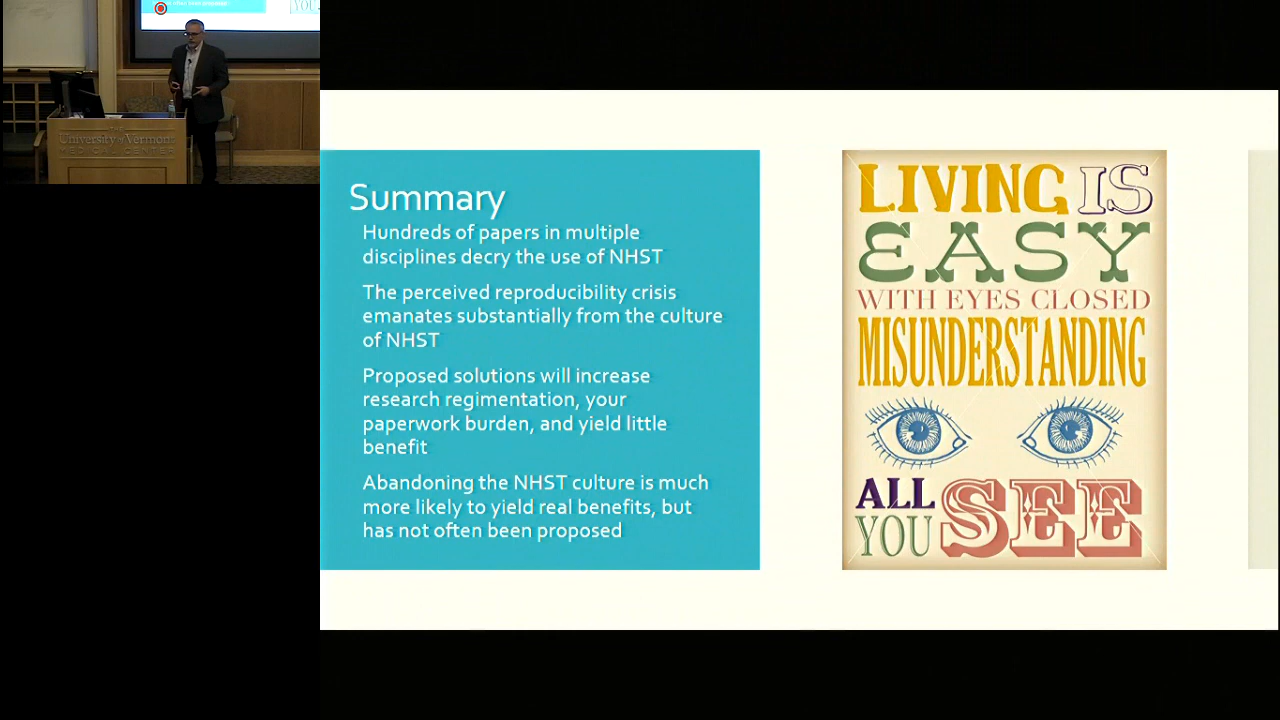 THE
University of Vermont
MEDICAL CENTER
Summary
Hundreds of papers in multiple
disciplines decry the use of NHST
The perceived reproducibility crisis
emanates substantially from the culture
of NHST
Proposed solutions will increase
research regimentation, your
paperwork burden, and yield little
benefit
Abandoning the NHST culture is much
more likely to yield real benefits, but
has not often been proposed
LIVING IS
EASY
WITH EYES CLOSED
MISUNDERSTANDING
ALL
YOU SEE